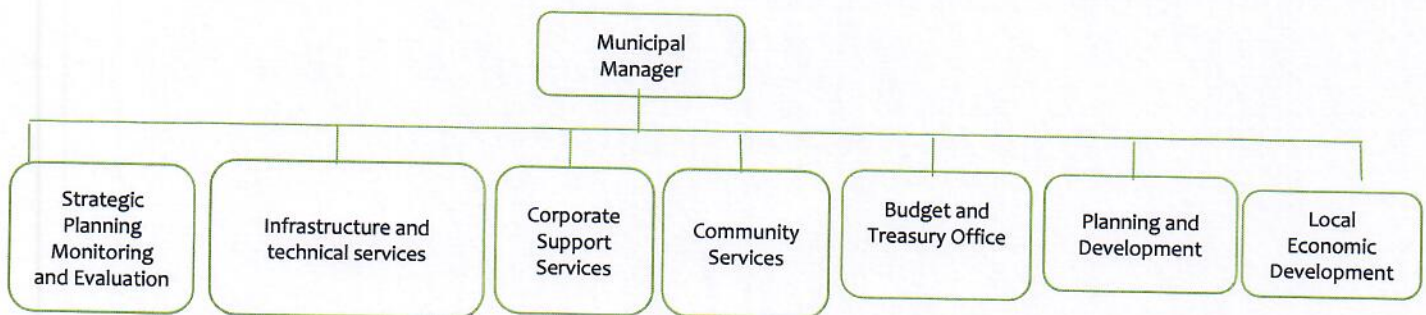 Municipal
Manager
Strategic
Planning
Monitoring
and Evaluation
Infrastructure and
technical services
Corporate
Support
Services
Community
Services
Budget and
Treasury Office
Planning and
Development
Local
Economic
Development